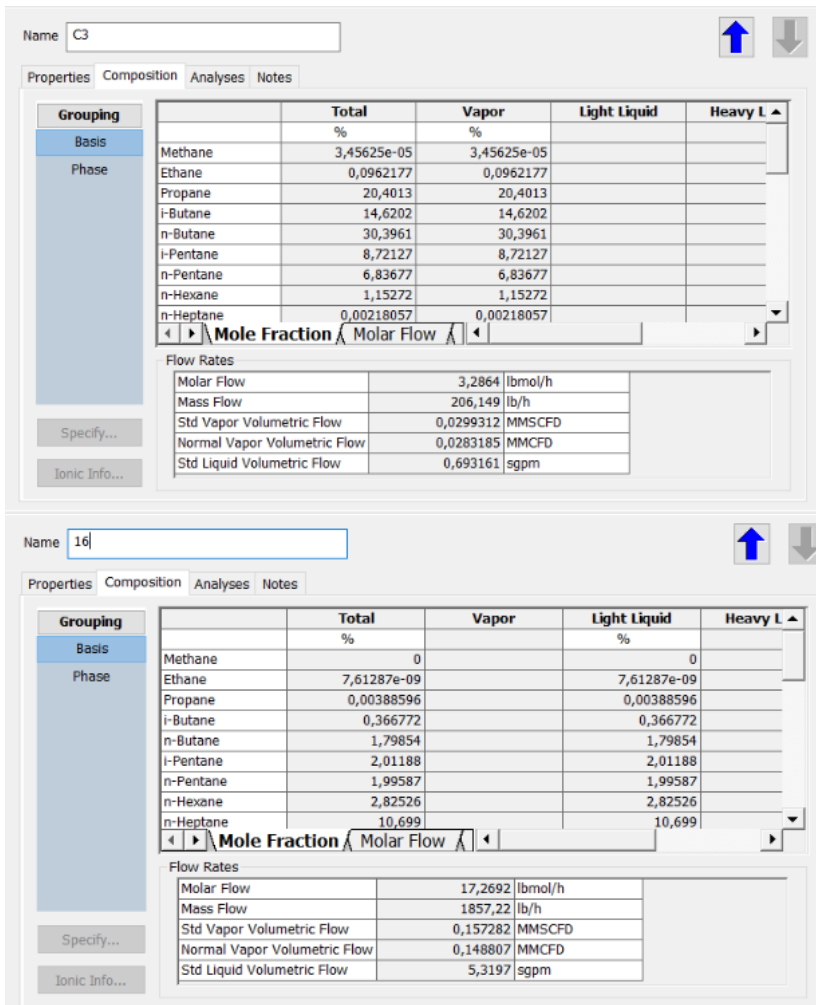 Name C3
Properties Composition Analyses Notes
Grouping Total Vapor Light Liquid Heavy L
Basis % %
Phase
Methane 3,45625e-05 3,45625e-05
Ethane 0,0962177 0,0962177
Propane 20,4013 20,4013
i-Butane 14,6202 14,6202
n-Butane 30,3961 30,3961
i-Pentane 8,72127 8,72127
n-Pentane 6,83677 6,83677
n-Hexane 1,15272 1,15272
n-Heptane 0,00218057 0,00218057
Mole Fraction Molar Flow
Flow Rates
Molar Flow 3,2864 lbmol/h
Mass Flow 206,149 lb/h
Std Vapor Volumetric Flow 0,0299312 MMSCFD
Normal Vapor Volumetric Flow 0,0283185 MMCFD
Std Liquid Volumetric Flow 0,693161 sgpm
Specify...
Ionic Info...
Name 16
Properties Composition Analyses Notes
Grouping Total Vapor Light Liquid Heavy L
Basis % %
Phase
Methane 0 0
Ethane 7,61287e-09 7,61287e-09
Propane 0,00388596 0,00388596
i-Butane 0,366772 0,366772
n-Butane 1,79854 1,79854
i-Pentane 2,01188 2,01188
n-Pentane 1,99587 1,99587
n-Hexane 2,82526 2,82526
n-Heptane 10,699 10,699
Mole Fraction Molar Flow
Flow Rates
Molar Flow 17,2692 lbmol/h
Mass Flow 1857,22 lb/h
Std Vapor Volumetric Flow 0,157282 MMSCFD
Normal Vapor Volumetric Flow 0,148807 MMCFD
Std Liquid Volumetric Flow 5,3197 sgpm
Specify...
Ionic Info...